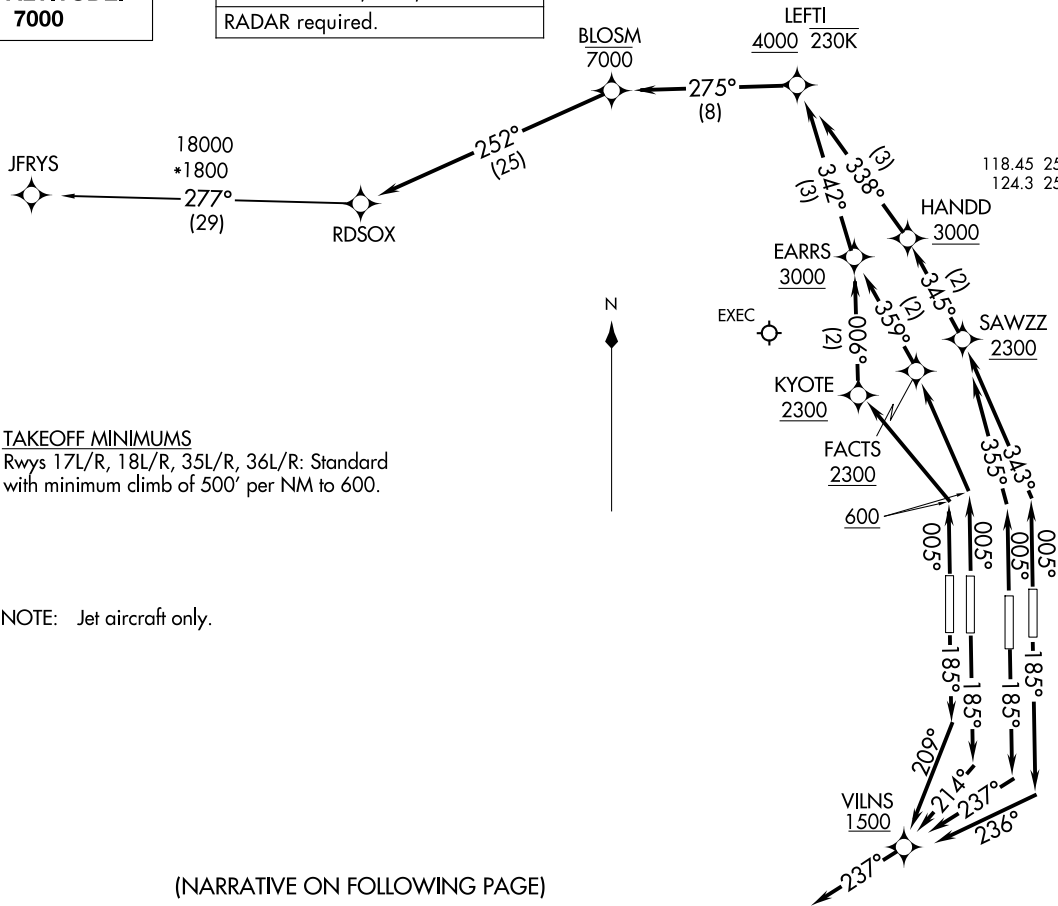 7000
RADAR required.
LEFTI
4000 230K
BLOSM
7000
275°
(8)
252°
(25)
18000
*1800
277°
(29)
JFRYS
RDSOX
(3)
338°
342°
(3)
118.45
124.3
HANDD
3000
EARRS
3000
(2)
345°
(2)
359°
006°
(2)
SAWZZ
2300
N
EXEC
KYOTE
2300
FACTS
2300
355°
343°
600
005°
005°
005°
005°
TAKEOFF MINIMUMS
Rwys 17L/R, 18L/R, 35L/R, 36L/R: Standard
with minimum climb of 500' per NM to 600.
NOTE: Jet aircraft only.
185°
185°
185°
185°
209°
214°
237°
236°
VILNS
1500
237°
(NARRATIVE ON FOLLOWING PAGE)